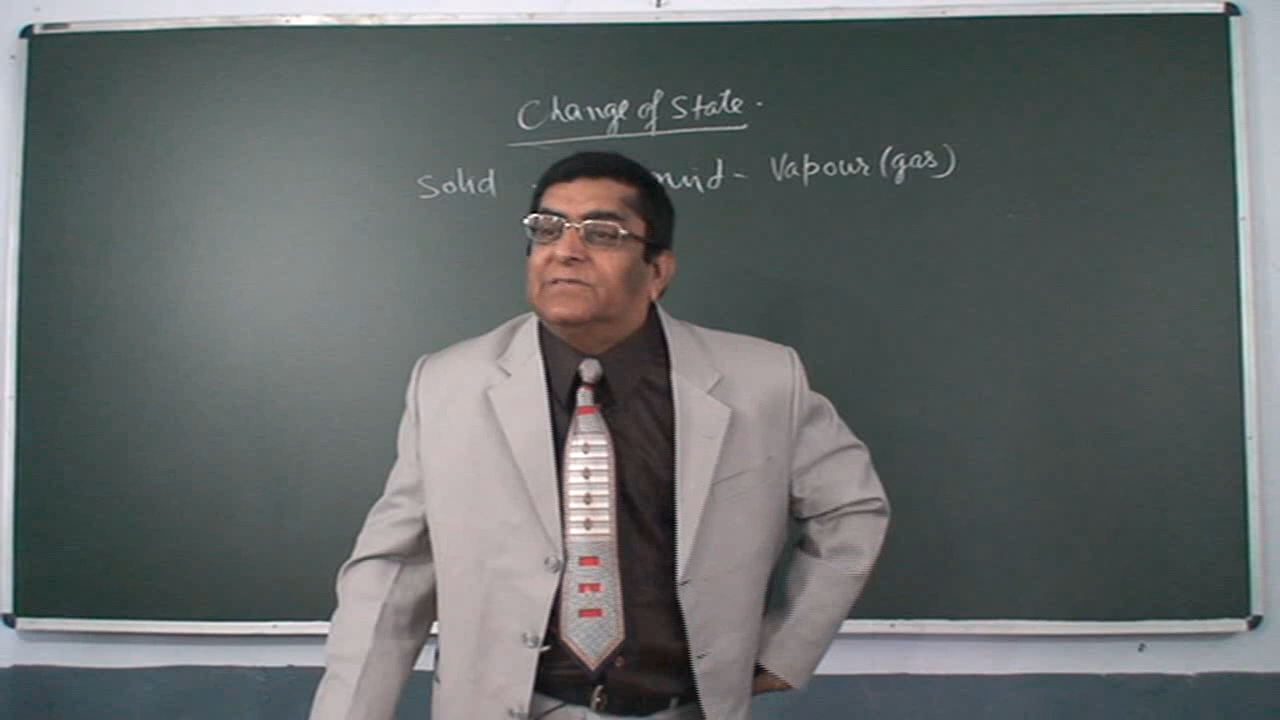 Change of State.
Solid - - Vapour (gas)